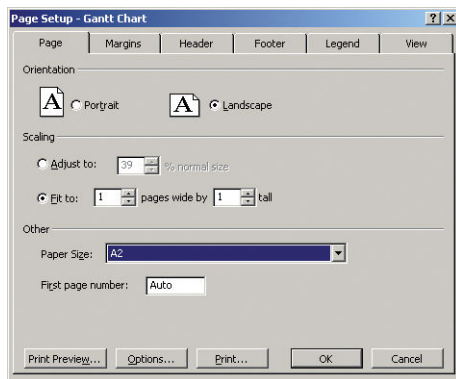 Page Setup - Gantt Chart
Page Margins Header Footer Legend View
Orientation
A Portrait A Landscape
Scaling
Adjust to: 39 % normal size
Fit to: 1 pages wide by 1 tall
Other
Paper Size: A2
First page number: Auto
Print Preview... Options... Print... OK Cancel